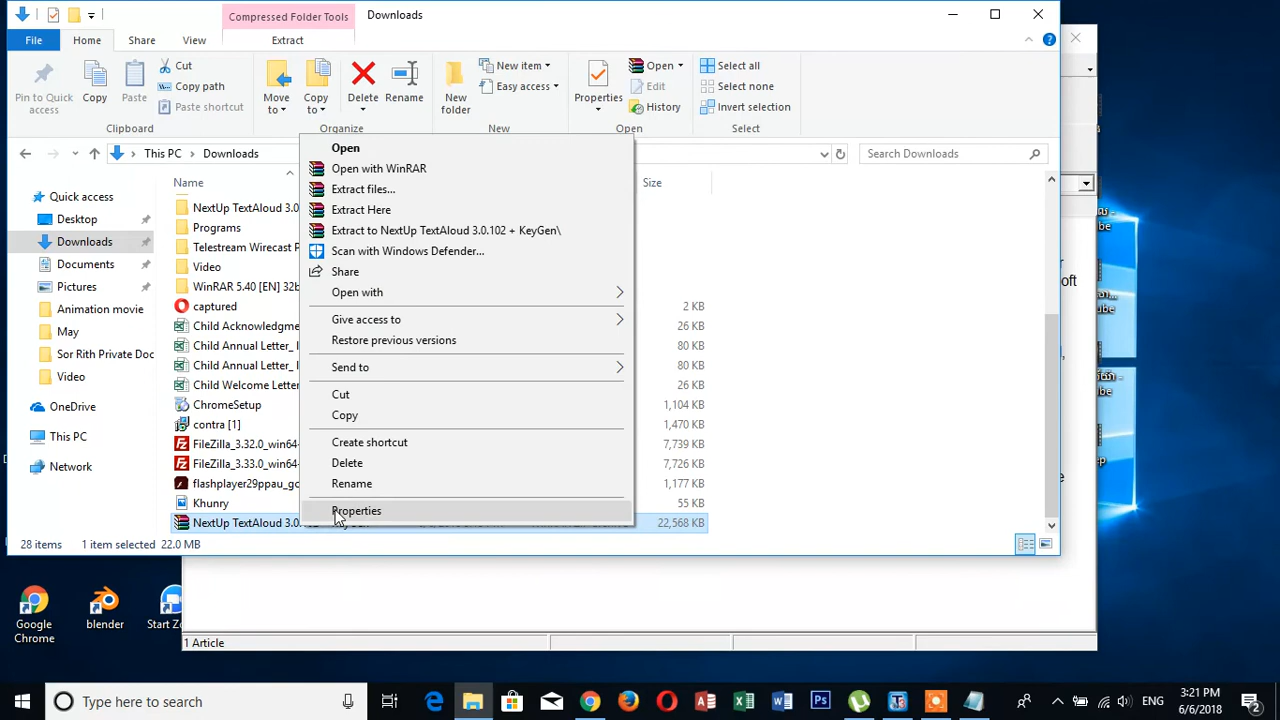 Compressed Folder Tools
Downloads
File
Home
Share
View
Extract
Pin to Quick access
Copy
Paste
Cut
Copy path
Paste shortcut
Move to
Copy to
Delete
Rename
New folder
New item
Easy access
Properties
Open
Edit
History
Select all
Select none
Invert selection
Clipboard
Organize
New
Open
Select
This PC
Downloads
Search Downloads
Name
Size
Quick access
Desktop
Downloads
Documents
Pictures
Animation movie
May
Sor Rith Private Doc
Video
OneDrive
This PC
Network
NextUp TextAloud 3.0
Programs
Telestream Wirecast P
Video
WinRAR 5.40 [EN] 32b
captured
2 KB
Child Acknowledgme
26 KB
Child Annual Letter_ I
80 KB
Child Annual Letter_ I
80 KB
Child Welcome Letter
26 KB
ChromeSetup
1,104 KB
contra [1]
1,470 KB
FileZilla_3.32.0_win64-
7,739 KB
FileZilla_3.33.0_win64-
7,726 KB
flashplayer29ppau_gc
1,177 KB
Khunry
55 KB
NextUp TextAloud 3.0.
22,568 KB
Open
Open with WinRAR
Extract files...
Extract Here
Extract to NextUp TextAloud 3.0.102 + KeyGen\
Scan with Windows Defender...
Share
Open with
Give access to
Restore previous versions
Send to
Cut
Copy
Create shortcut
Delete
Rename
Properties
28 items
1 item selected
22.0 MB
oft
be
ube
be
Google Chrome
blender
Start Zo
1 Article
Type here to search
ENG
3:21 PM
6/6/2018
2